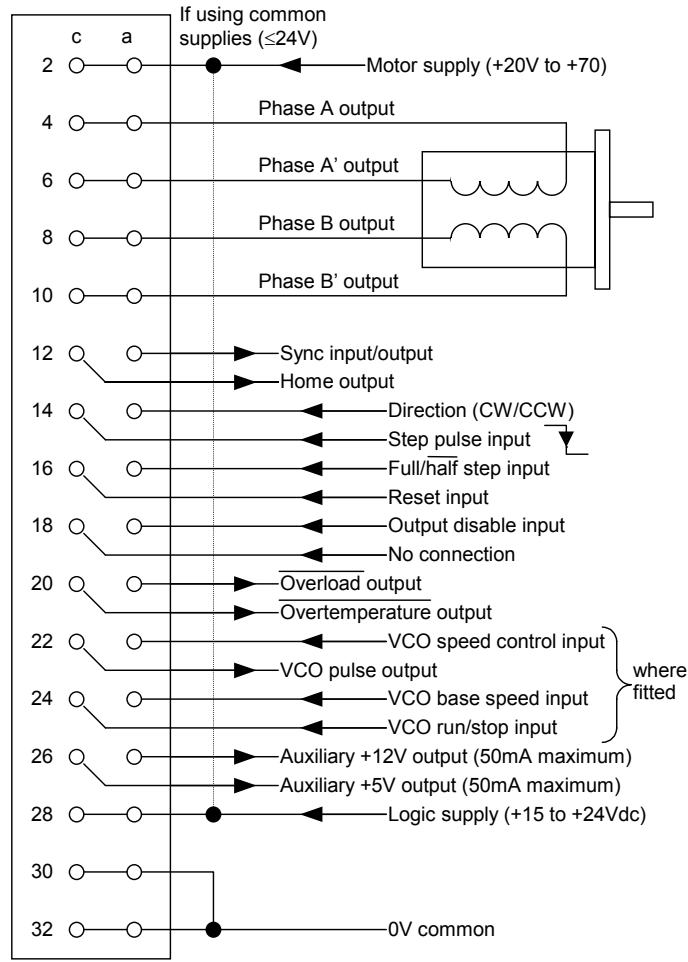 If using common
supplies (≤24V)
c a
2 Motor supply (+20V to +70)
4 Phase A output
6 Phase A' output
8 Phase B output
10 Phase B' output
12 Sync input/output
Home output
14 Direction (CW/CCW)
Step pulse input
16 Full/half step input
Reset input
18 Output disable input
No connection
20 Overload output
Overtemperature output
22 VCO speed control input
VCO pulse output
where
fitted
24 VCO base speed input
VCO run/stop input
26 Auxiliary +12V output (50mA maximum)
Auxiliary +5V output (50mA maximum)
28 Logic supply (+15 to +24Vdc)
30
32 0V common